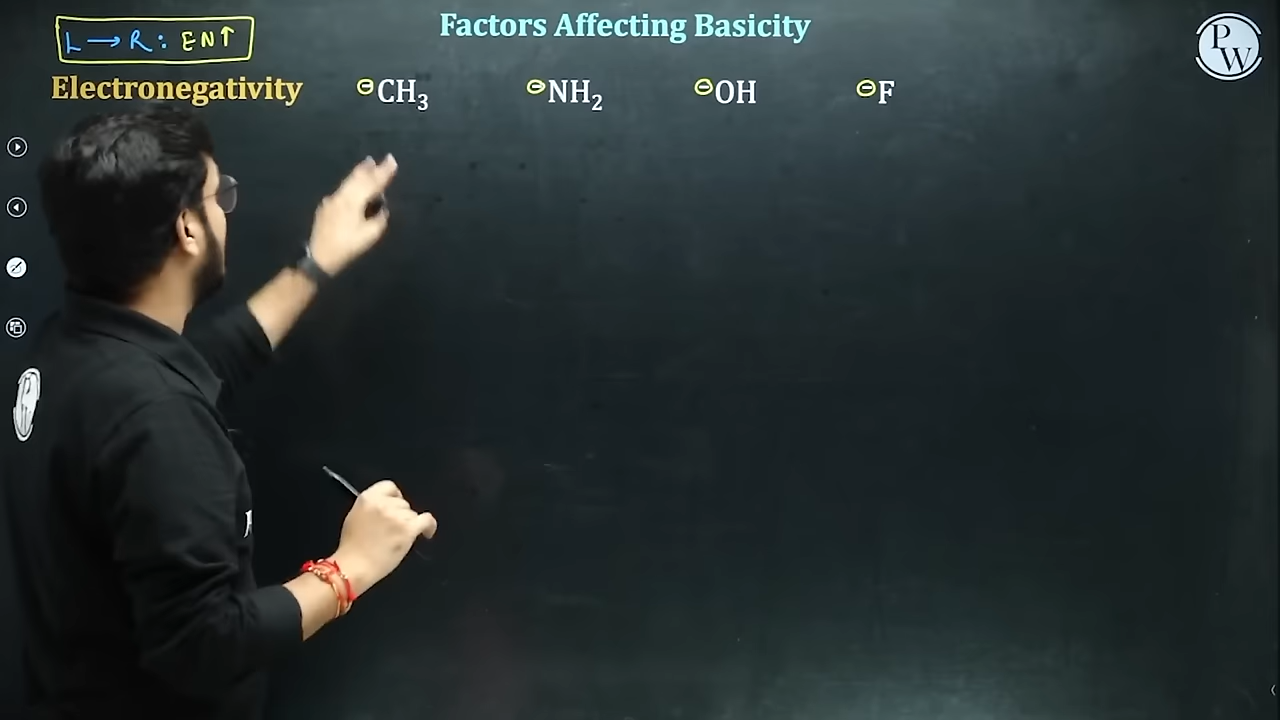 Factors Affecting Basicity
L → R : EN↑
Electronegativity ⊖CH₃ ⊖NH₂ ⊖OH ⊖F
PW